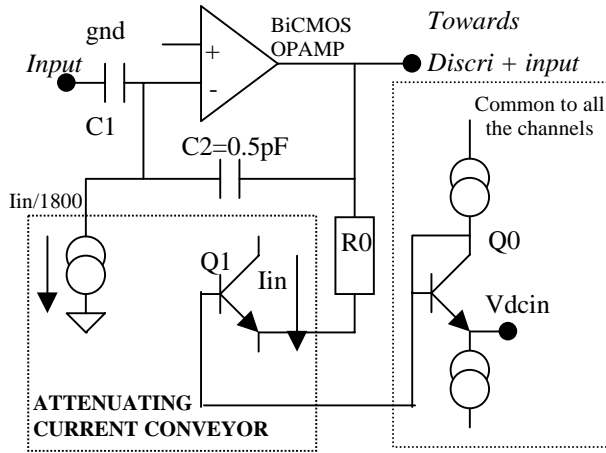 gnd
BiCMOS
OPAMP
Towards
Input
+
-
Discri + input
C1
Common to all
the channels
C2=0.5pF
Iin/1800
R0
Q0
Q1
Iin
Vdcin
ATTENUATING
CURRENT CONVEYOR